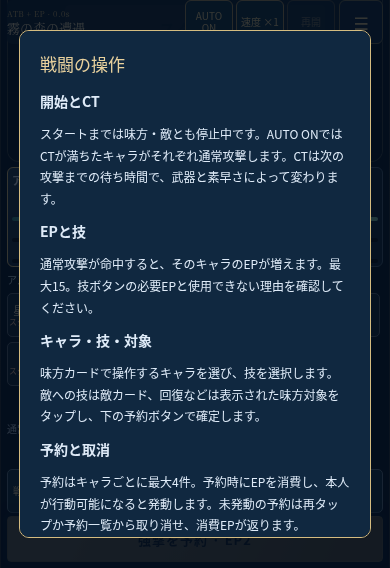 ATB × EP · 0.0s
霧の森の遭遇
AUTO
ON
速度 ×1
再開
戦闘の操作
開始とCT
スタートまでは味方・敵とも停止中です。AUTO ONでは
CTが満ちたキャラがそれぞれ通常攻撃します。CTは次の
攻撃までの待ち時間で、武器と素早さによって変わりま
す。
EPと技
通常攻撃が命中すると、そのキャラのEPが増えます。最
大15。技ボタンの必要EPと使用できない理由を確認して
ください。
キャラ・技・対象
味方カードで操作するキャラを選び、技を選択します。
敵への技は敵カード、回復などは表示された味方対象を
タップし、下の予約ボタンで確定します。
予約と取消
予約はキャラごとに最大4件。予約時にEPを消費し、本人
が行動可能になると発動します。未発動の予約は再タッ
プか予約一覧から取り消せ、消費EPが返ります。